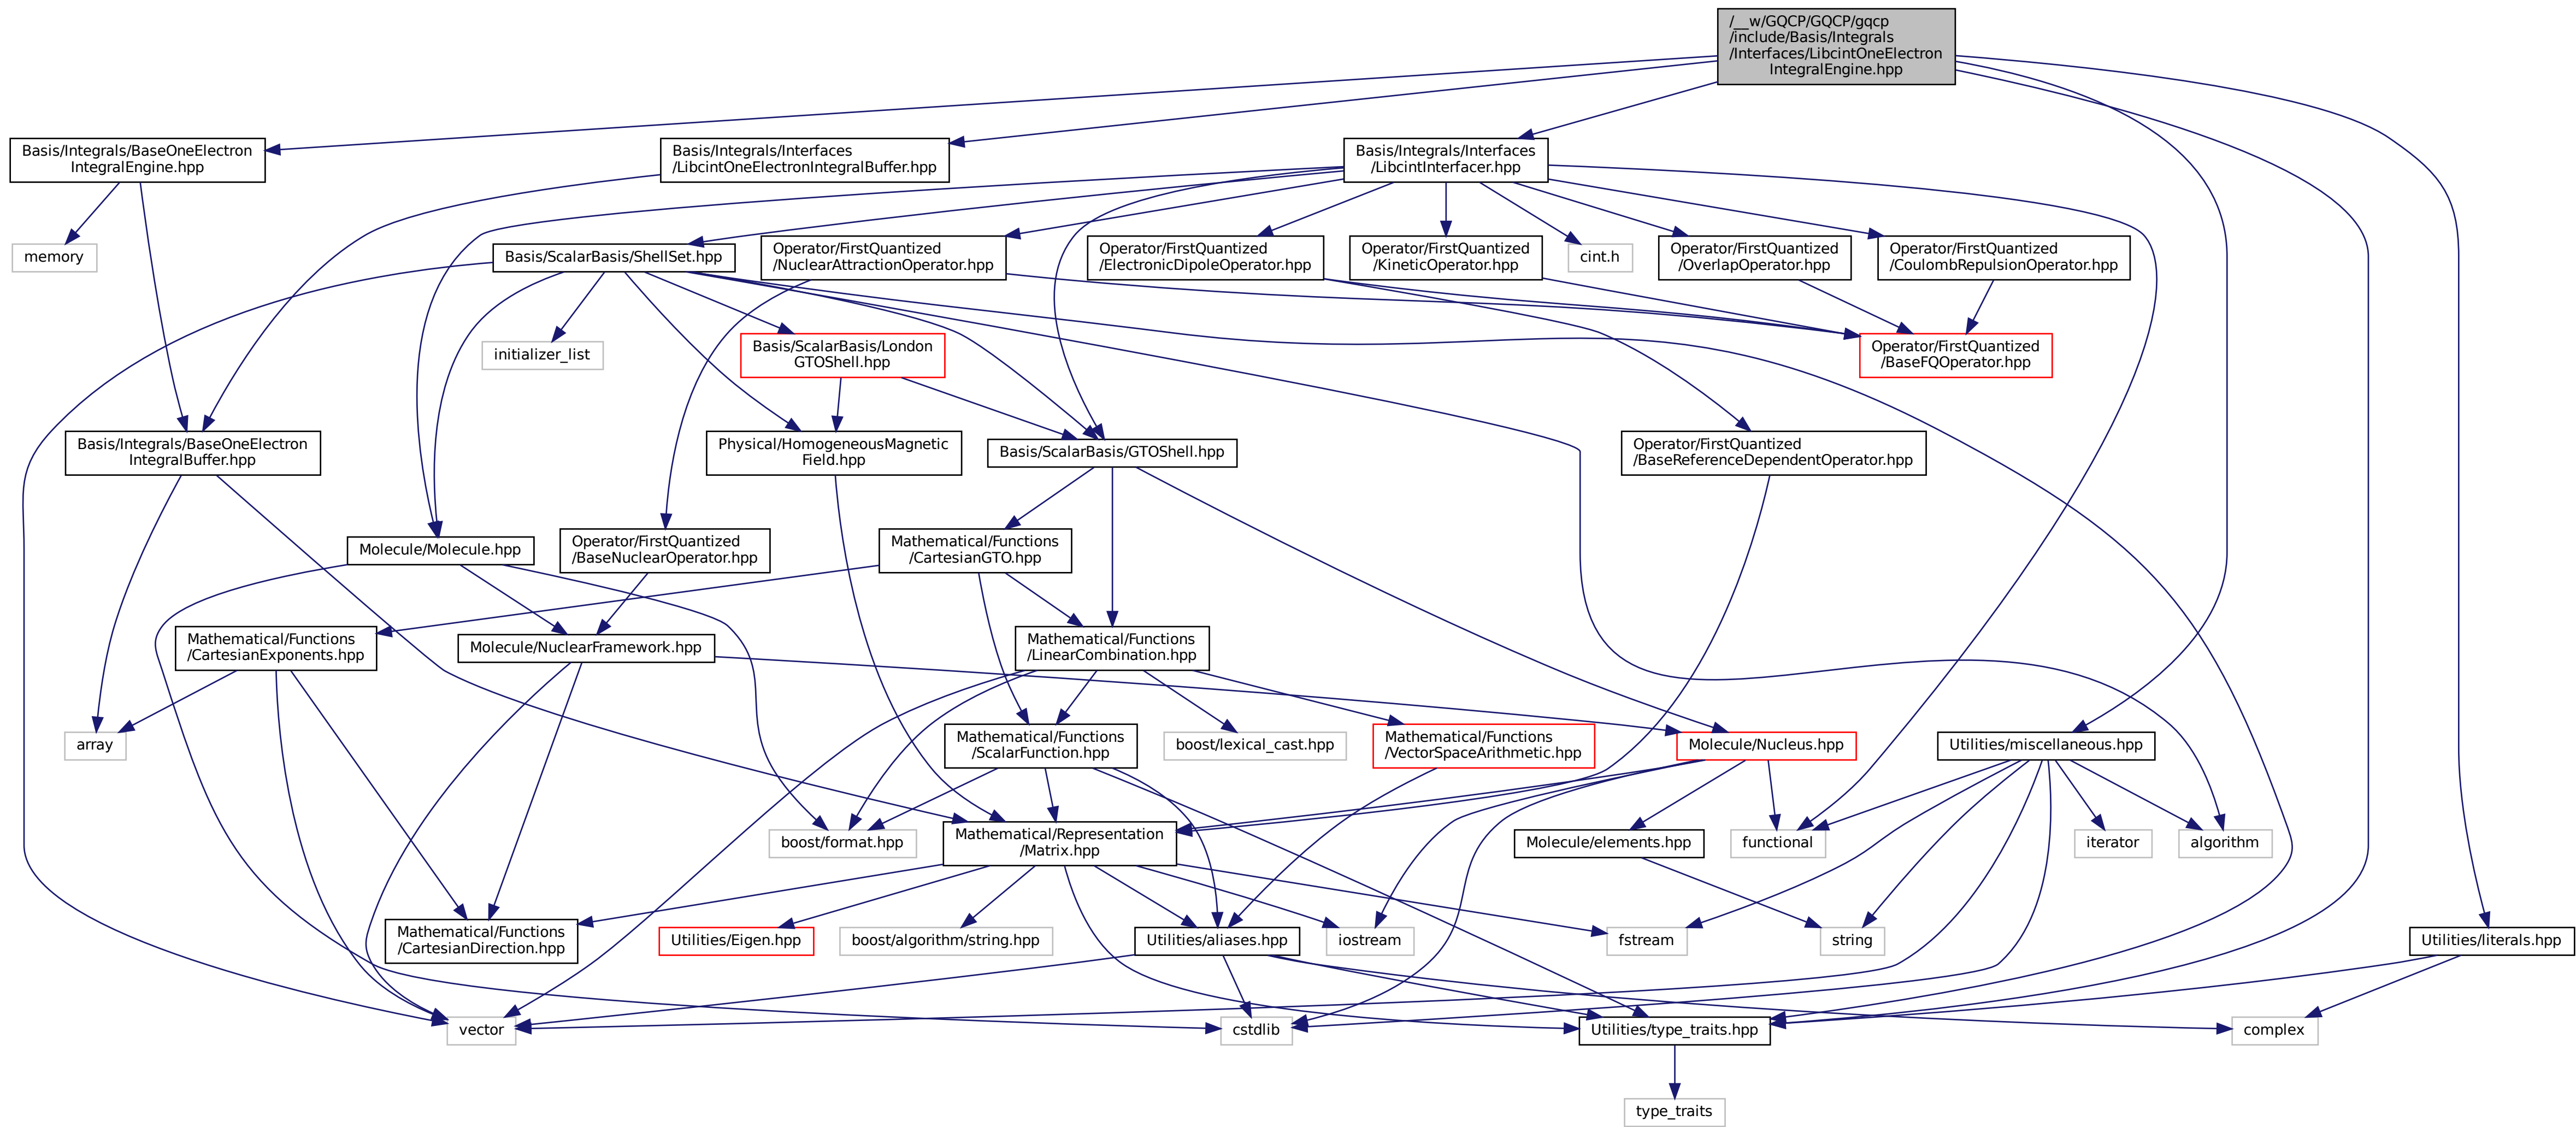 /__w/GQCP/GQCP/gqcp
/include/Basis/Integrals
/Interfaces/LibcintOneElectron
IntegralEngine.hpp
Basis/Integrals/BaseOneElectron
IntegralEngine.hpp
Basis/Integrals/Interfaces
/LibcintOneElectronIntegralBuffer.hpp
Basis/Integrals/Interfaces
/LibcintInterfacer.hpp
memory
Basis/ScalarBasis/ShellSet.hpp
Operator/FirstQuantized
/NuclearAttractionOperator.hpp
Operator/FirstQuantized
/ElectronicDipoleOperator.hpp
Operator/FirstQuantized
/KineticOperator.hpp
cint.h
Operator/FirstQuantized
/OverlapOperator.hpp
Operator/FirstQuantized
/CoulombRepulsionOperator.hpp
initializer_list
Basis/ScalarBasis/London
GTOShell.hpp
Operator/FirstQuantized
/BaseFQOperator.hpp
Basis/Integrals/BaseOneElectron
IntegralBuffer.hpp
Physical/HomogeneousMagnetic
Field.hpp
Basis/ScalarBasis/GTOShell.hpp
Operator/FirstQuantized
/BaseReferenceDependentOperator.hpp
Molecule/Molecule.hpp
Operator/FirstQuantized
/BaseNuclearOperator.hpp
Mathematical/Functions
/CartesianGTO.hpp
Mathematical/Functions
/CartesianExponents.hpp
Molecule/NuclearFramework.hpp
Mathematical/Functions
/LinearCombination.hpp
array
Mathematical/Functions
/ScalarFunction.hpp
boost/lexical_cast.hpp
Mathematical/Functions
/VectorSpaceArithmetic.hpp
Molecule/Nucleus.hpp
Utilities/miscellaneous.hpp
boost/format.hpp
Mathematical/Representation
/Matrix.hpp
Molecule/elements.hpp
functional
iterator
algorithm
Mathematical/Functions
/CartesianDirection.hpp
Utilities/Eigen.hpp
boost/algorithm/string.hpp
Utilities/aliases.hpp
iostream
fstream
string
Utilities/literals.hpp
vector
cstdlib
Utilities/type_traits.hpp
complex
type_traits